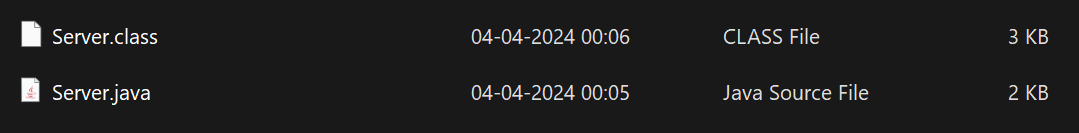 Server.class 04-04-2024 00:06 CLASS File 3 KB
Server.java 04-04-2024 00:05 Java Source File 2 KB